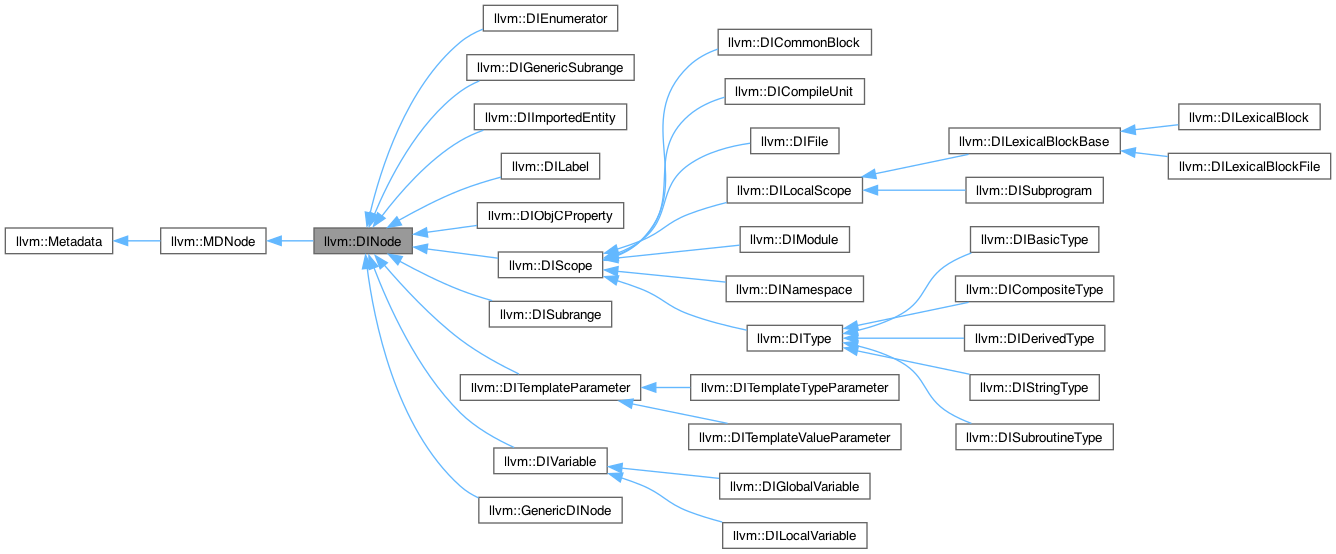 llvm::Metadata
llvm::MDNode
llvm::DINode
llvm::DIEnumerator
llvm::DIGenericSubrange
llvm::DIImportedEntity
llvm::DILabel
llvm::DIObjCProperty
llvm::DIScope
llvm::DISubrange
llvm::DITemplateParameter
llvm::DIVariable
llvm::GenericDINode
llvm::DICommonBlock
llvm::DICompileUnit
llvm::DIFile
llvm::DILocalScope
llvm::DIModule
llvm::DINamespace
llvm::DIType
llvm::DITemplateTypeParameter
llvm::DITemplateValueParameter
llvm::DIGlobalVariable
llvm::DILocalVariable
llvm::DILexicalBlockBase
llvm::DISubprogram
llvm::DIBasicType
llvm::DICompositeType
llvm::DIDerivedType
llvm::DIStringType
llvm::DISubroutineType
llvm::DILexicalBlock
llvm::DILexicalBlockFile